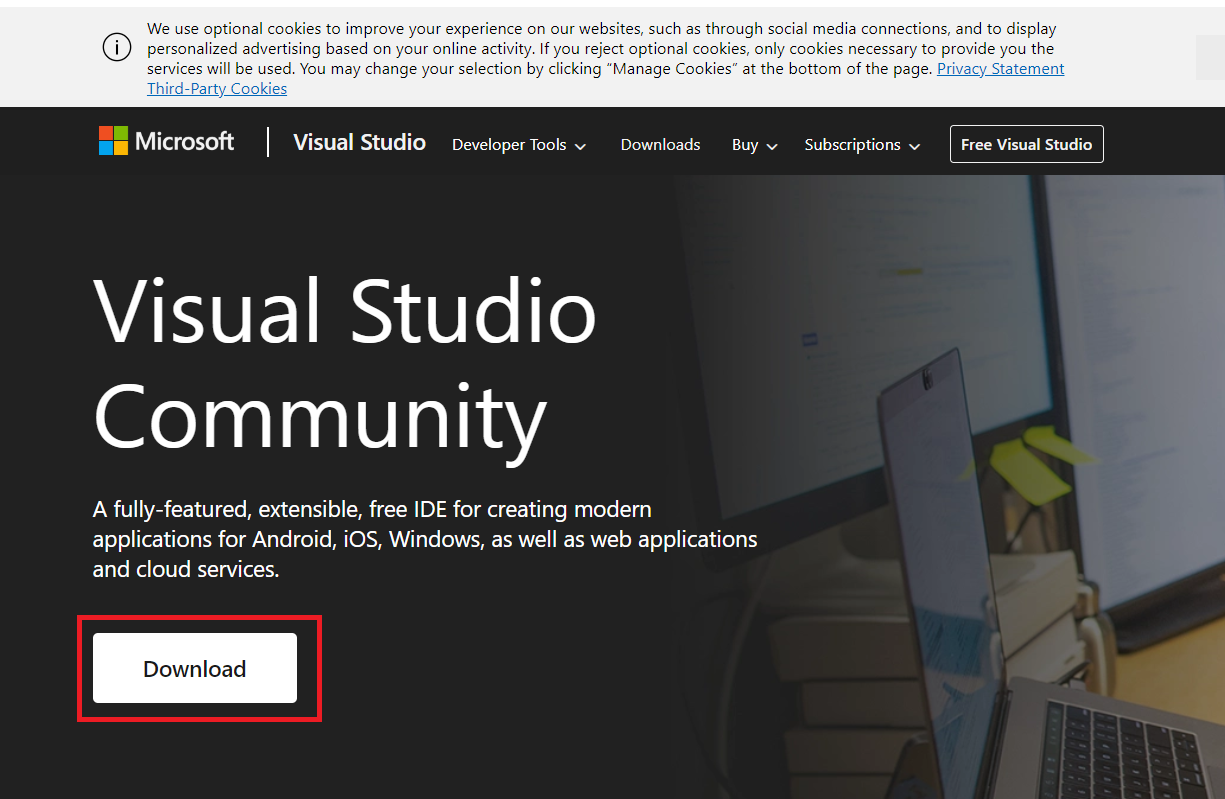 We use optional cookies to improve your experience on our websites, such as through social media connections, and to display
personalized advertising based on your online activity. If you reject optional cookies, only cookies necessary to provide you the
services will be used. You may change your selection by clicking “Manage Cookies” at the bottom of the page. Privacy Statement
Third-Party Cookies
Microsoft Visual Studio Developer Tools Downloads Buy Subscriptions Free Visual Studio
Visual Studio
Community
A fully-featured, extensible, free IDE for creating modern
applications for Android, iOS, Windows, as well as web applications
and cloud services.
Download